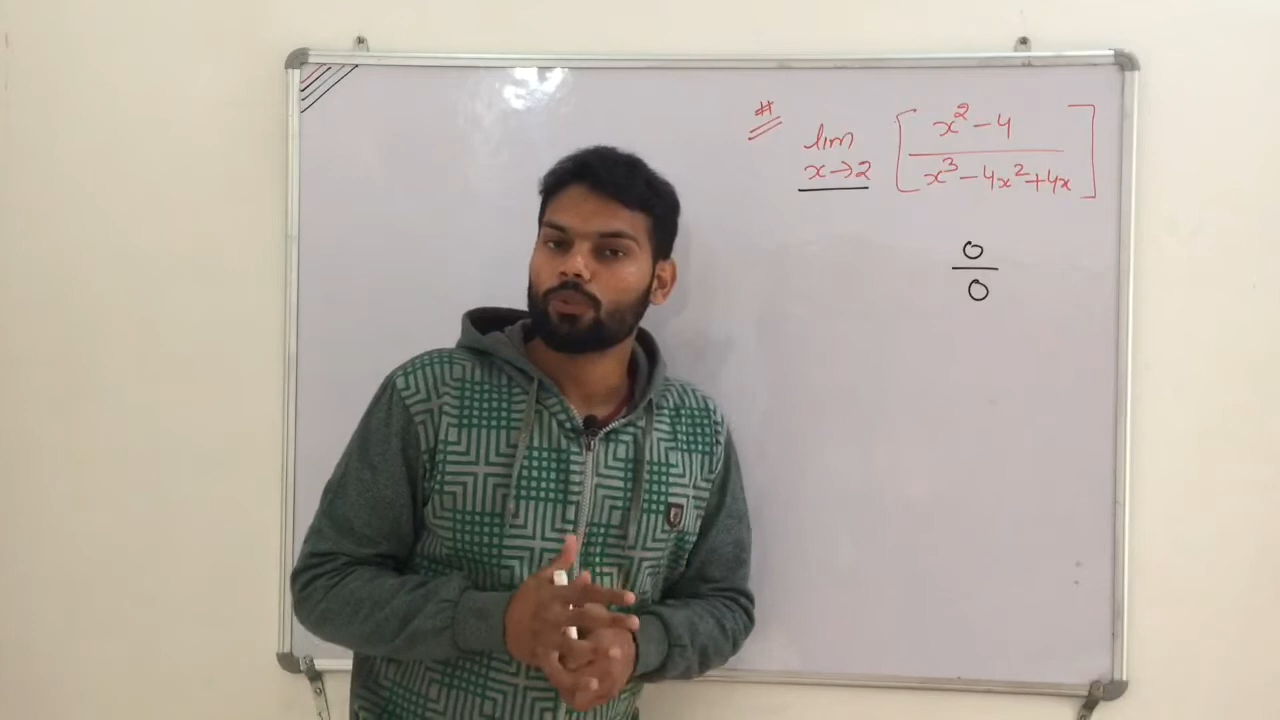 #
lim x→2 [ x² - 4 / x³ - 4x² + 4x ]
0
0